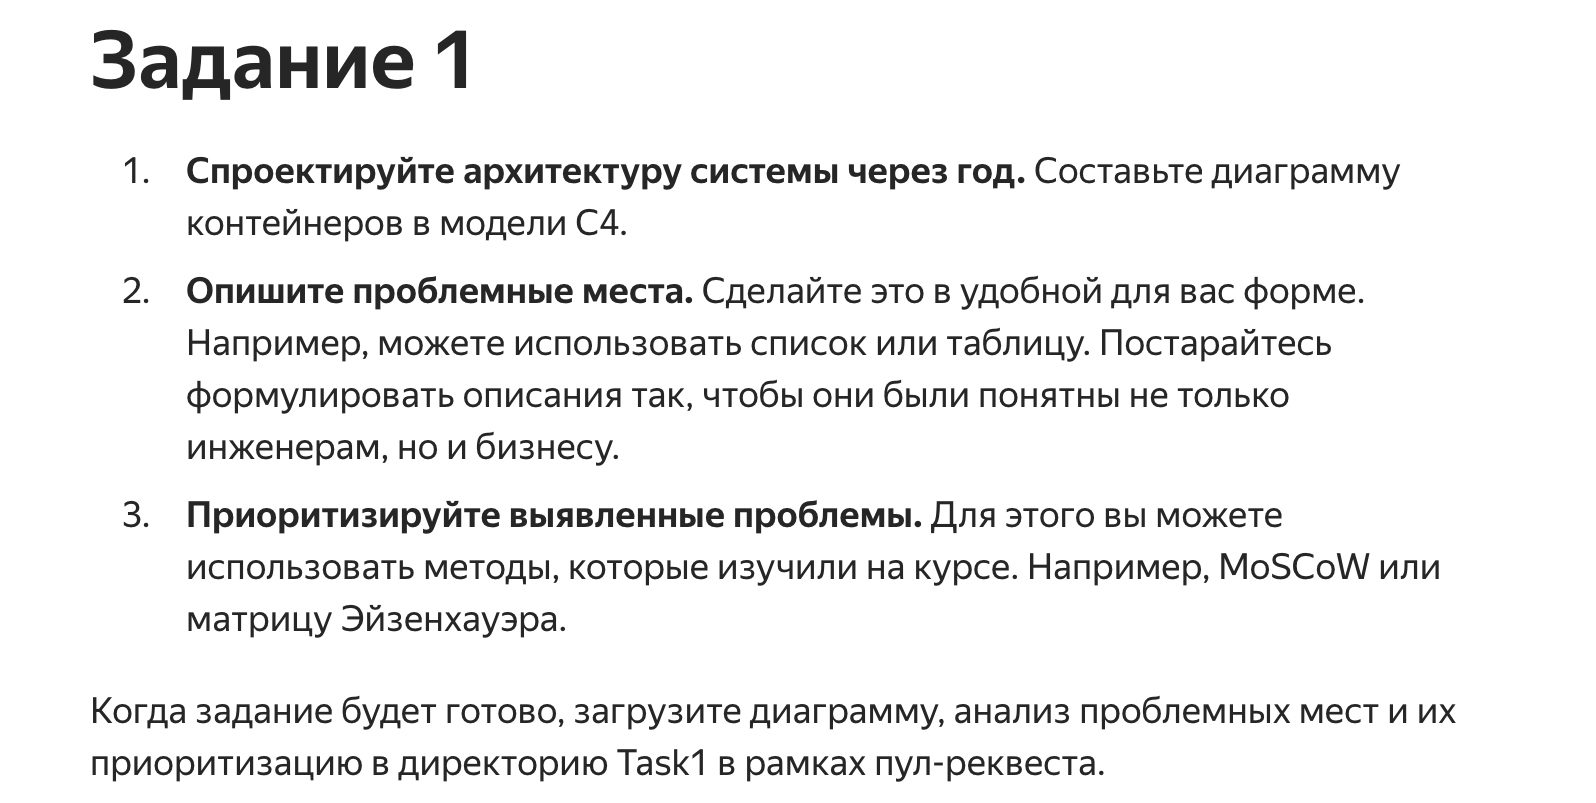 Задание 1
1. Спроектируйте архитектуру системы через год. Составьте диаграмму
контейнеров в модели C4.
2. Опишите проблемные места. Сделайте это в удобной для вас форме.
Например, можете использовать список или таблицу. Постарайтесь
формулировать описания так, чтобы они были понятны не только
инженерам, но и бизнесу.
3. Приоритизируйте выявленные проблемы. Для этого вы можете
использовать методы, которые изучили на курсе. Например, MoSCoW или
матрицу Эйзенхауэра.
Когда задание будет готово, загрузите диаграмму, анализ проблемных мест и их
приоритизацию в директорию Task1 в рамках пул-реквеста.